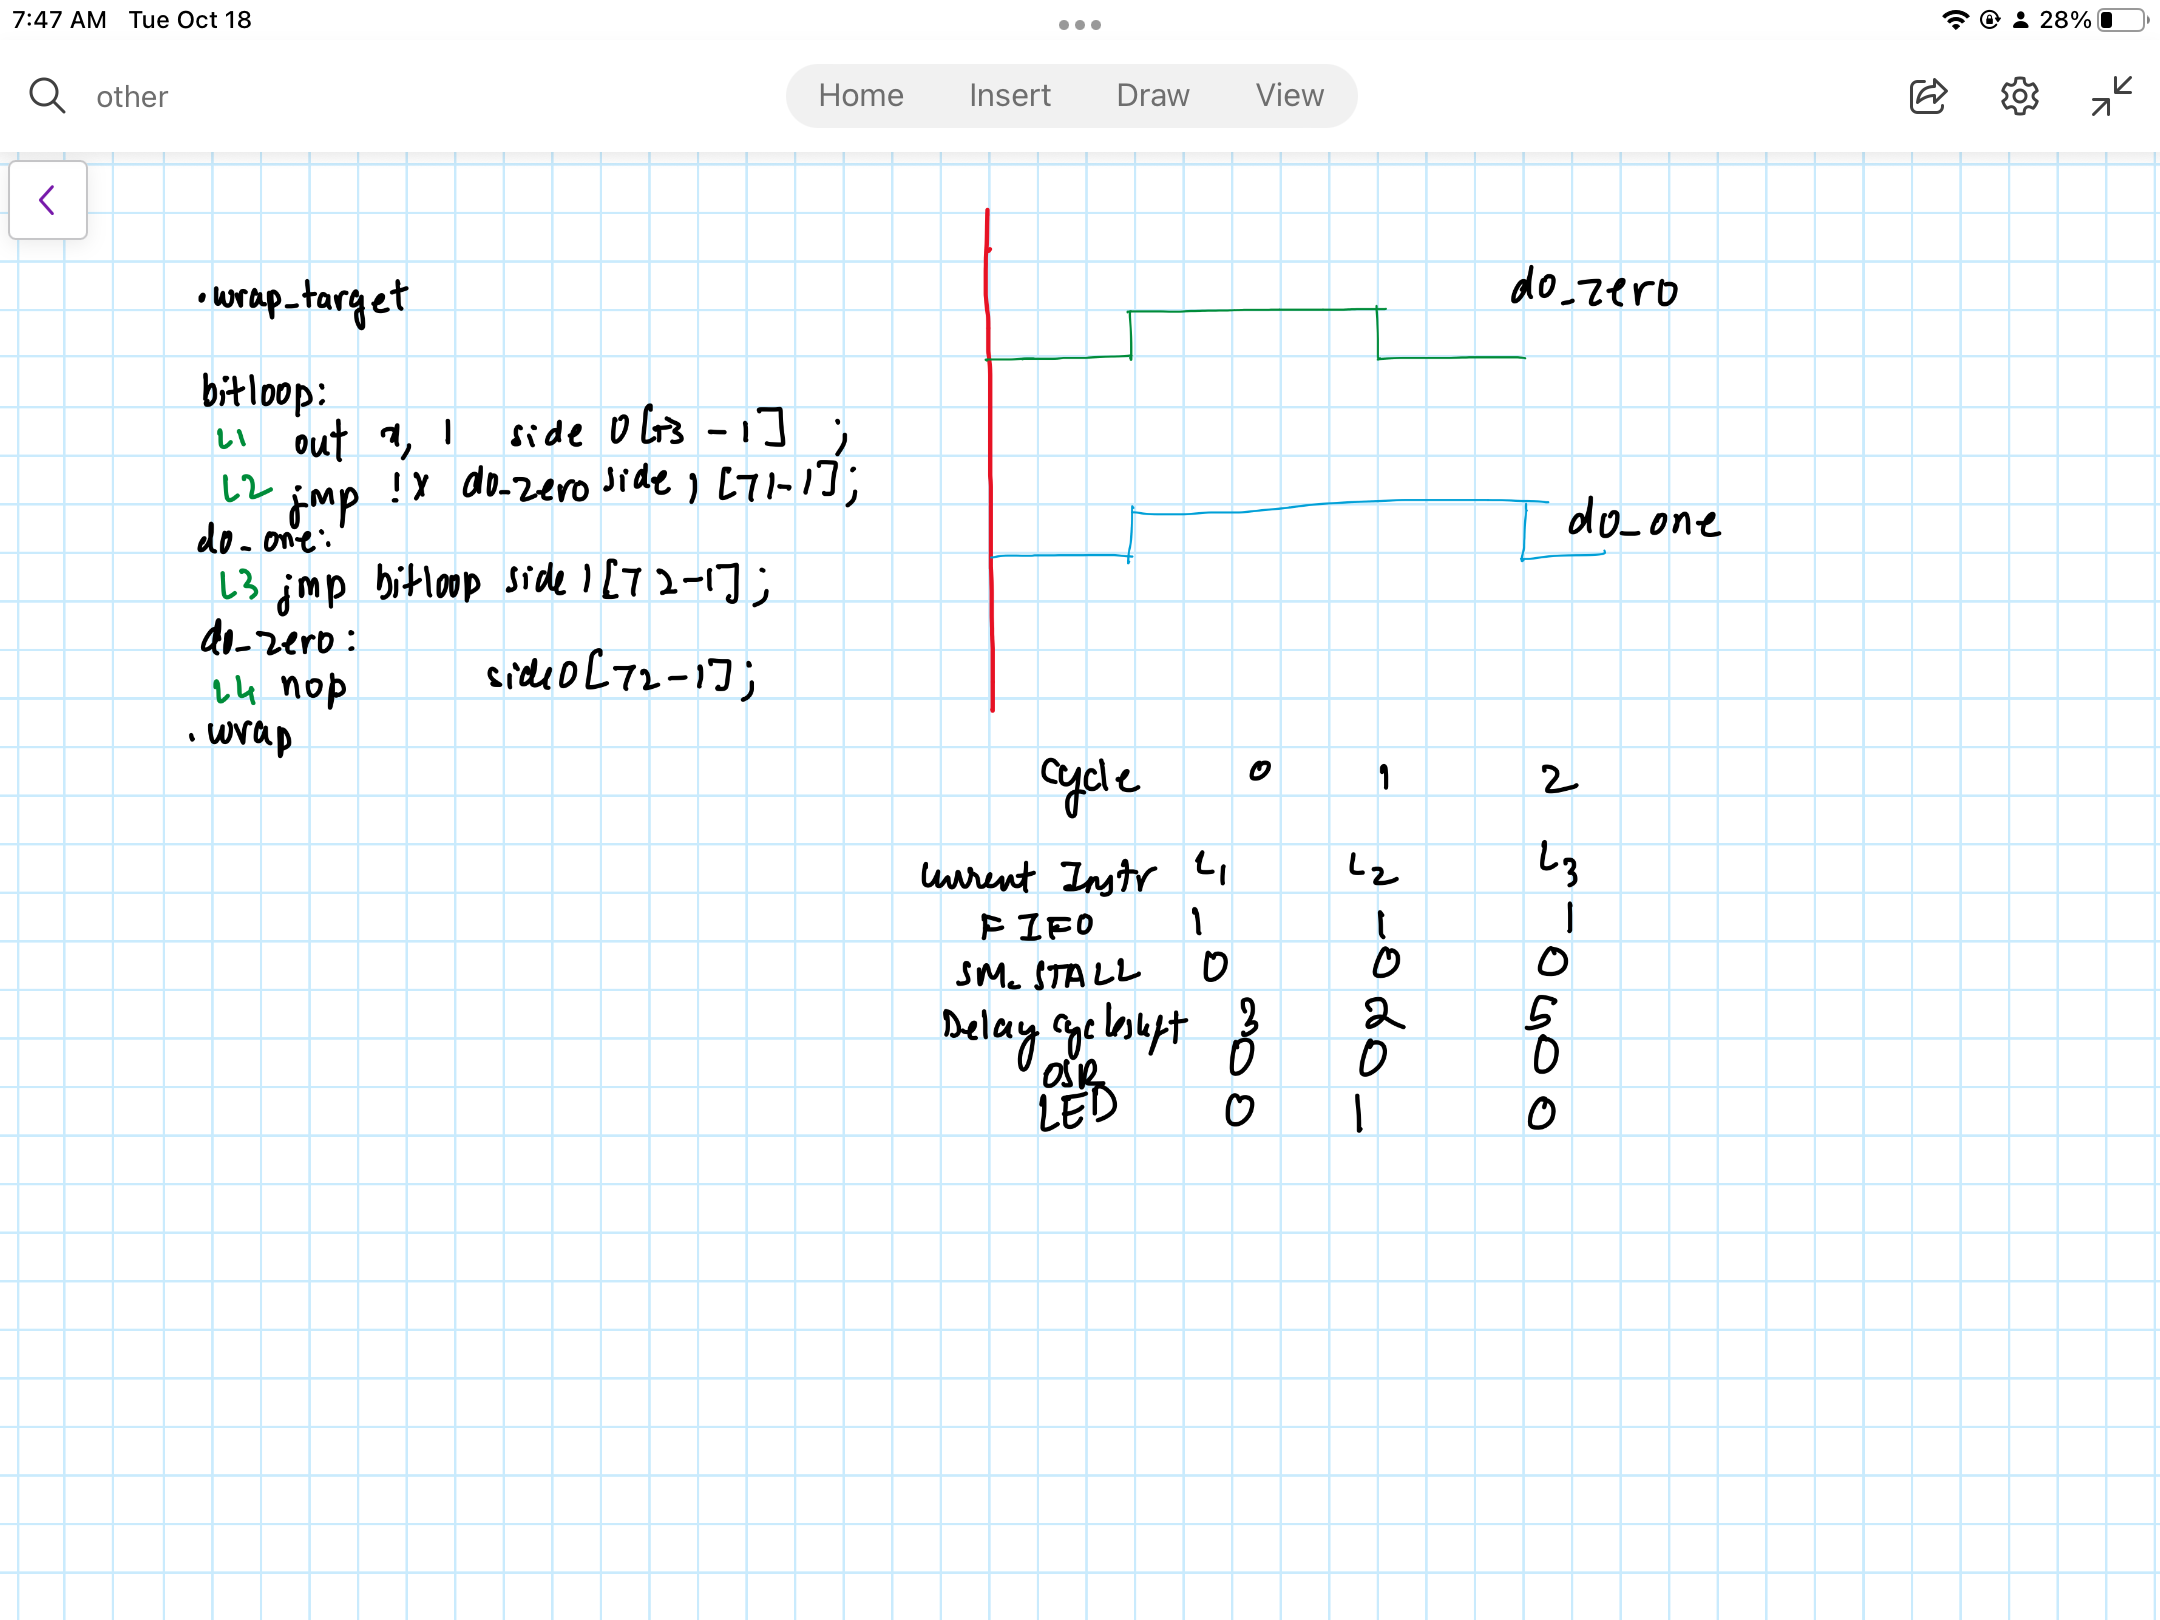 7:47 AM Tue Oct 18
28%
other
Home Insert Draw View
.wrap_target
bitloop:
L1 out x, 1 side 0 [T3 - 1] ;
L2 jmp !x do_zero side 1 [T1-1];
do_one:
L3 jmp bitloop side 1 [T2-1];
do_zero:
L4 nop side 0 [T2-1];
.wrap
do_zero
do_one
Cycle 0 1 2
Current Instr L1 L2 L3
FIFO 1 1 1
SM_STALL 0 0 0
Delay cycles 3 2 5
OSR 0 0 0
LED 0 1 0